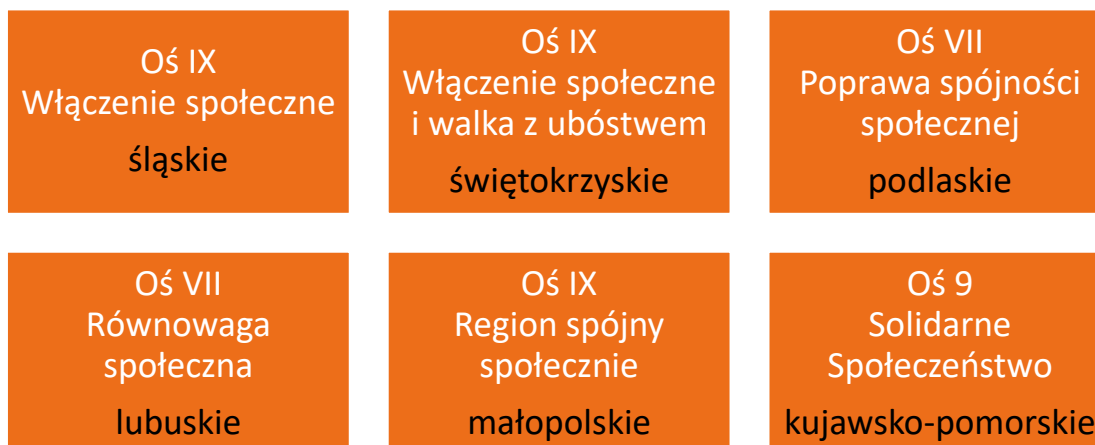 Oś IX
Włączenie społeczne
śląskie
Oś IX
Włączenie społeczne
i walka z ubóstwem
świętokrzyskie
Oś VII
Poprawa spójności
społecznej
podlaskie
Oś VII
Równowaga
społeczna
lubuskie
Oś IX
Region spójny
społecznie
małopolskie
Oś 9
Solidarne
Społeczeństwo
kujawsko-pomorskie